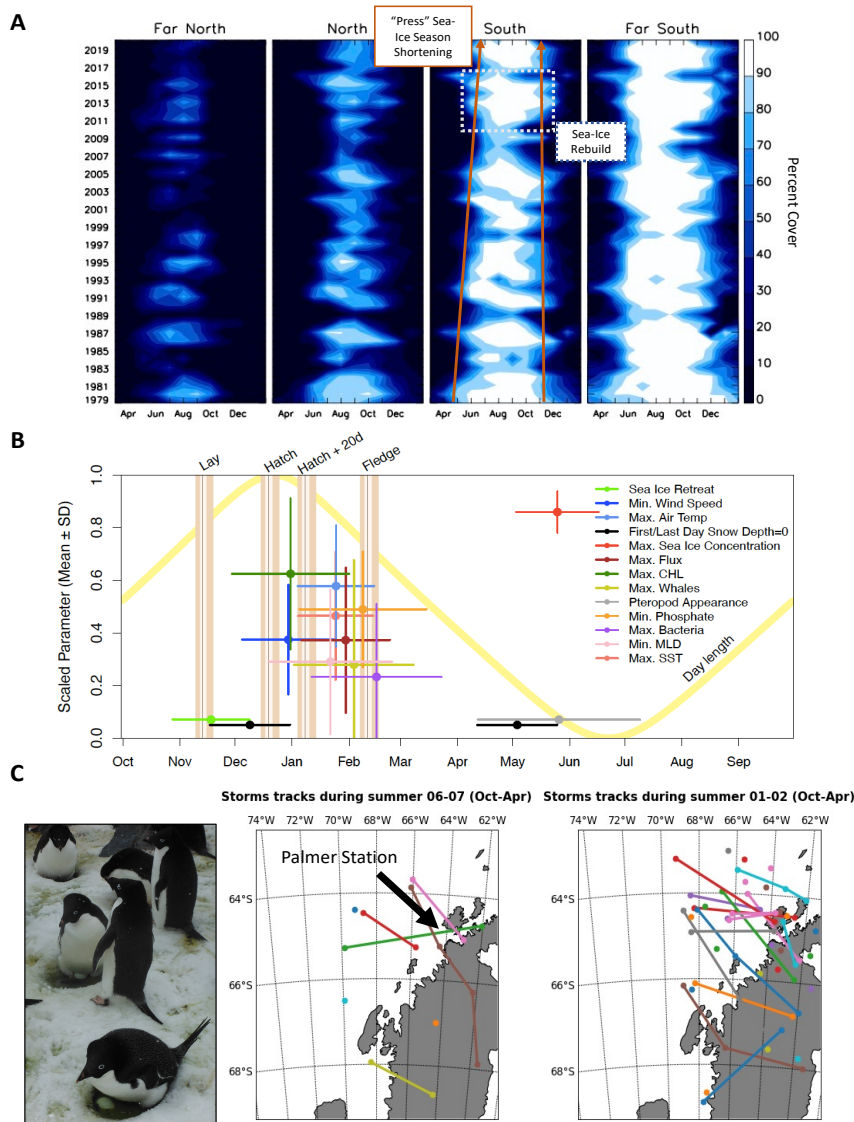 A
Far North
North
South
Far South
"Press" Sea-
Ice Season
Shortening
Sea-Ice
Rebuild
2019
2017
2015
2013
2011
2009
2007
2005
2003
2001
1999
1997
1995
1993
1991
1989
1987
1985
1983
1981
1979
Apr Jun Aug Oct Dec
Apr Jun Aug Oct Dec
Apr Jun Aug Oct Dec
Apr Jun Aug Oct Dec
100
90
80
70
60
50
40
30
20
10
0
Percent Cover
B
Lay
Hatch
Hatch + 20d
Fledge
Scaled Parameter (Mean ± SD)
1.0
0.8
0.6
0.4
0.2
0.0
Sea Ice Retreat
Min. Wind Speed
Max. Air Temp
First/Last Day Snow Depth=0
Max. Sea Ice Concentration
Max. Flux
Max. CHL
Max. Whales
Pteropod Appearance
Min. Phosphate
Max. Bacteria
Min. MLD
Max. SST
Day length
Oct Nov Dec Jan Feb Mar Apr May Jun Jul Aug Sep
C
Storms tracks during summer 06-07 (Oct-Apr)
74°W 72°W 70°W 68°W 66°W 64°W 62°W
Palmer Station
64°S
66°S
68°S
Storms tracks during summer 01-02 (Oct-Apr)
74°W 72°W 70°W 68°W 66°W 64°W 62°W
64°S
66°S
68°S